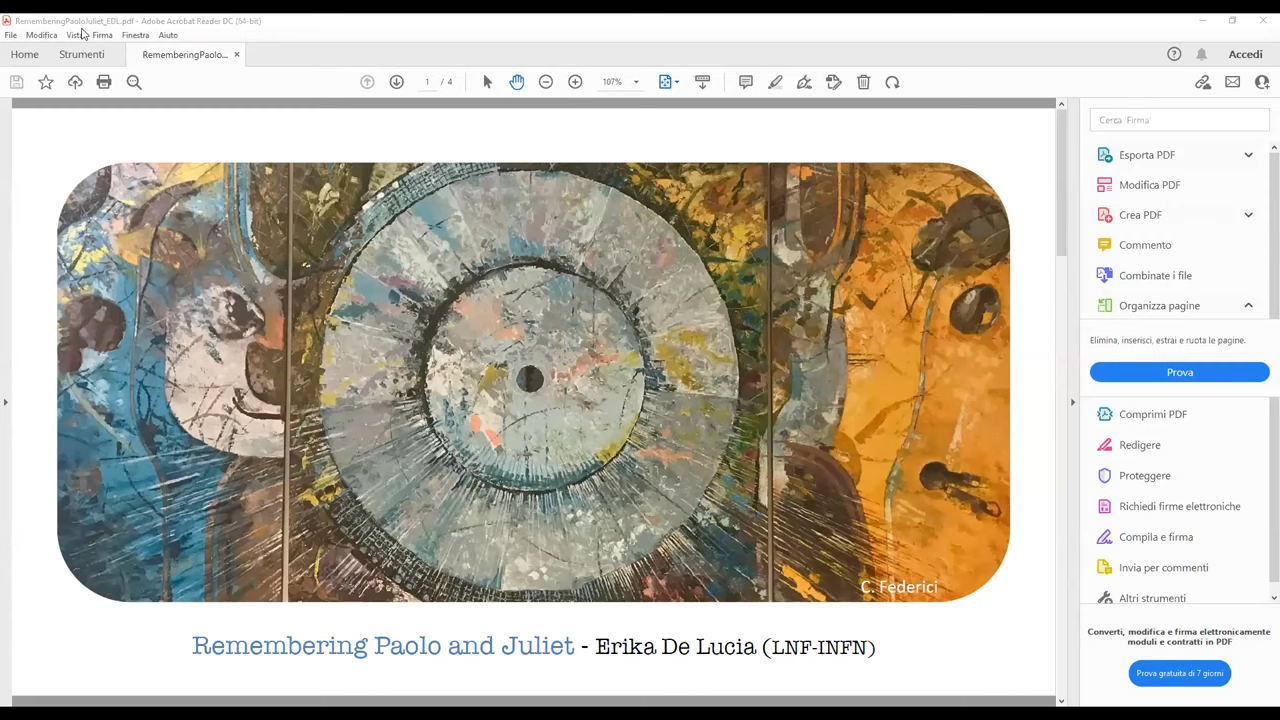 RememberingPaoloJuliet_EDL.pdf - Adobe Acrobat Reader DC (64-bit)
File Modifica Vista Firma Finestra Aiuto
Home Strumenti RememberingPaolo... × Accedi
1 / 4 107%
Cerca 'Firma'
Esporta PDF
Modifica PDF
Crea PDF
Commento
Combinate i file
Organizza pagine
Elimina, inserisci, estrai e ruota le pagine.
Prova
Comprimi PDF
Redigere
Proteggere
Richiedi firme elettroniche
Compila e firma
Invia per commenti
Altri strumenti
Converti, modifica e firma elettronicamente
moduli e contratti in PDF
Prova gratuita di 7 giorni
C. Federici
Remembering Paolo and Juliet - Erika De Lucia (LNF-INFN)